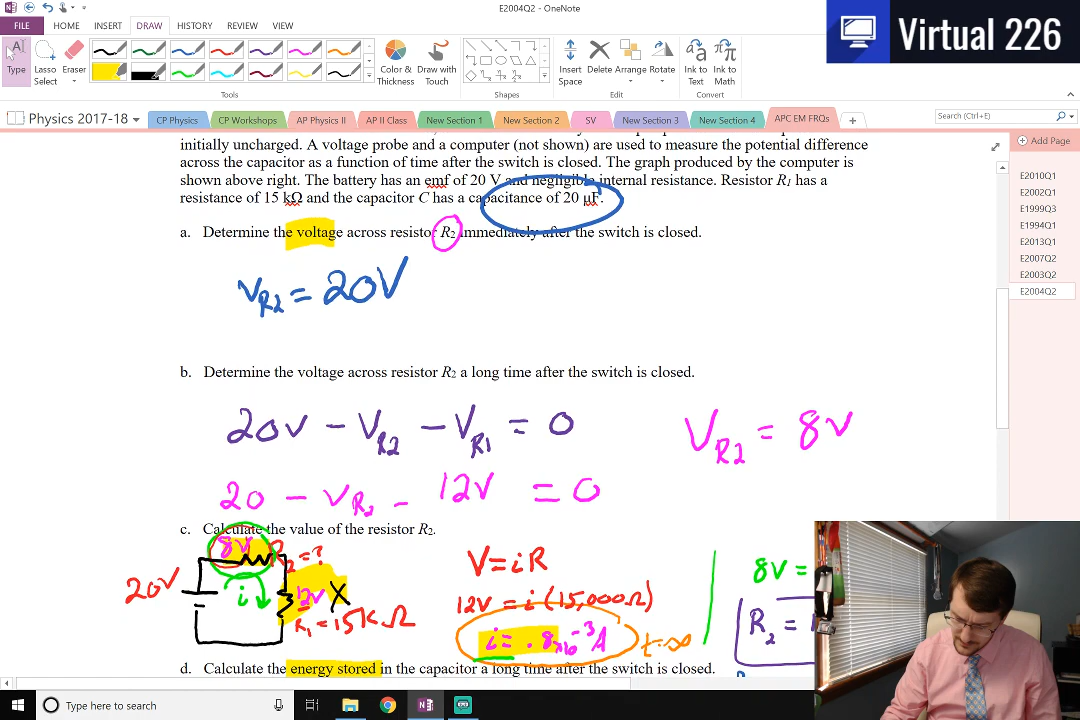 E2004Q2 - OneNote
FILE HOME INSERT DRAW HISTORY REVIEW VIEW
Virtual 226
Type Lasso Select Eraser Color & Thickness Draw with Touch Insert Space Delete Arrange Rotate Ink to Text Ink to Math
Tools Shapes Edit Convert
Physics 2017-18 CP Physics CP Workshops AP Physics II AP II Class New Section 1 New Section 2 SV New Section 3 New Section 4 APC EM FRQs Search (Ctrl+E)
Add Page
E2010Q1
E2002Q1
E1999Q3
E1994Q1
E2013Q1
E2007Q2
E2003Q2
E2004Q2
initially uncharged. A voltage probe and a computer (not shown) are used to measure the potential difference
across the capacitor as a function of time after the switch is closed. The graph produced by the computer is
shown above right. The battery has an emf of 20 V and negligible internal resistance. Resistor R1 has a
resistance of 15 kΩ and the capacitor C has a capacitance of 20 μF.
a. Determine the voltage across resistor R2 immediately after the switch is closed.
VR2 = 20V
b. Determine the voltage across resistor R2 a long time after the switch is closed.
20V - VR2 - VR1 = 0
VR2 = 8V
20 - VR2 - 12V = 0
c. Calculate the value of the resistor R2.
8V R2 = ?
20V i 12V
R1 = 15KΩ
V = iR
12V = i (15,000Ω)
i = .8x10-3A t→∞
8V =
R2 =
d. Calculate the energy stored in the capacitor a long time after the switch is closed.
Type here to search